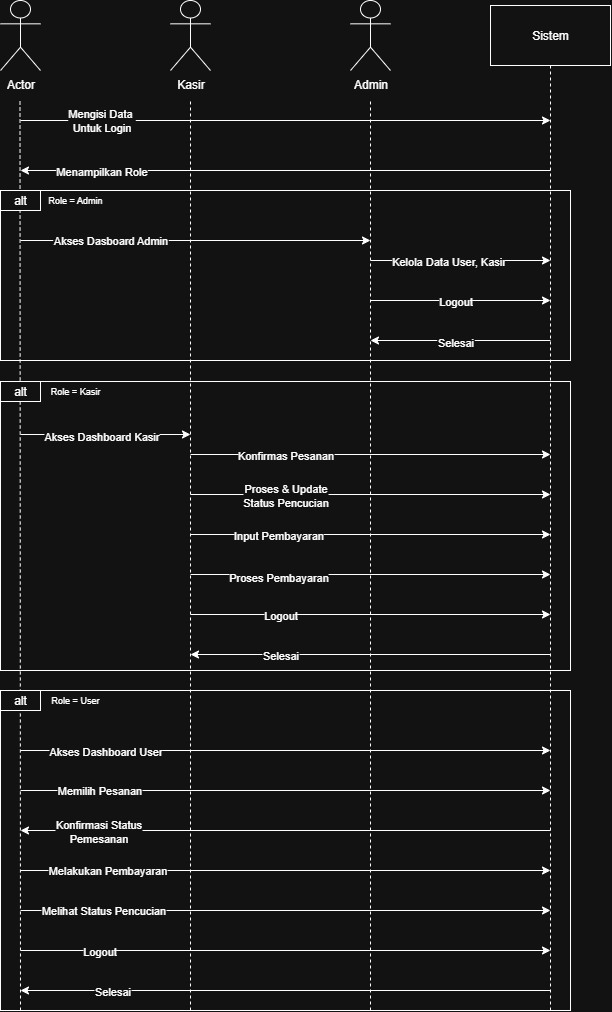 Actor
Kasir
Admin
Sistem
Mengisi Data
Untuk Login
Menampilkan Role
alt
Role = Admin
Akses Dasboard Admin
Kelola Data User, Kasir
Logout
Selesai
alt
Role = Kasir
Akses Dashboard Kasir
Konfirmas Pesanan
Proses & Update
Status Pencucian
Input Pembayaran
Proses Pembayaran
Logout
Selesai
alt
Role = User
Akses Dashboard User
Memilih Pesanan
Konfirmasi Status
Pemesanan
Melakukan Pembayaran
Melihat Status Pencucian
Logout
Selesai